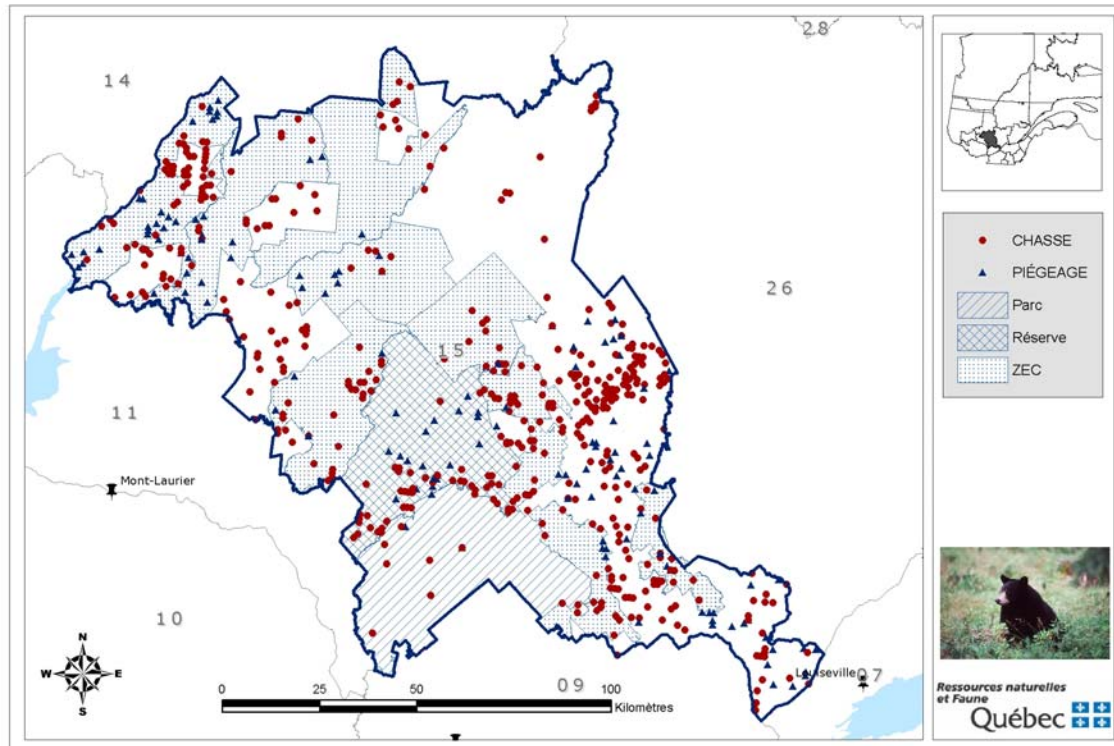 28
14
26
15
11
Mont-Laurier
10
09
Louiseville
07
N
W E
S
0 25 50 100
Kilomètres
CHASSE
PIÉGEAGE
Parc
Réserve
ZEC
Ressources naturelles
et Faune
Québec